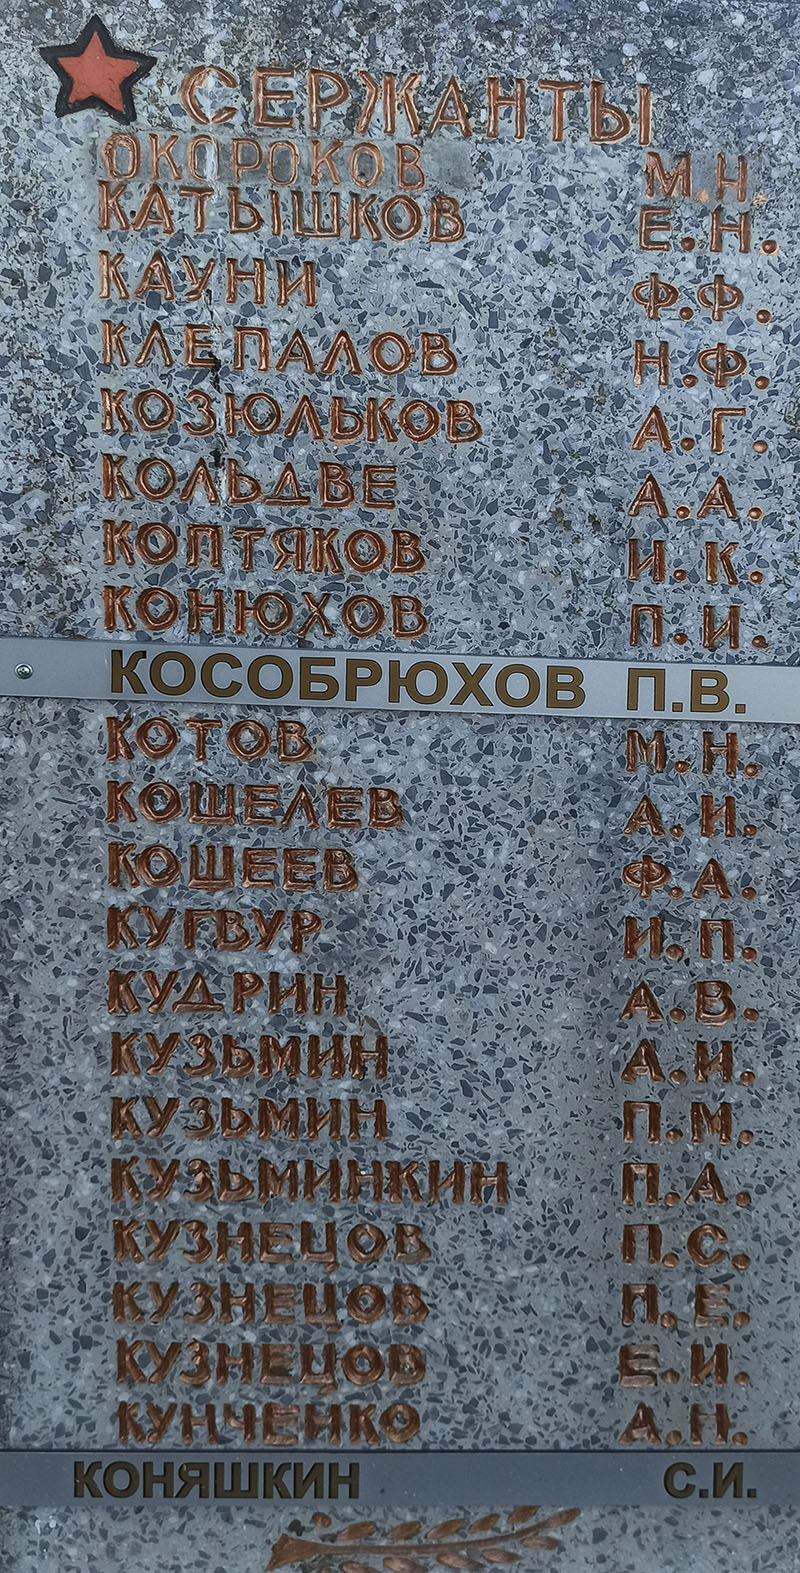 СЕРЖАНТЫ
ОКОРОКОВ М.Н.
КАТЫШКОВ Е.Н.
КАУНИ Ф.Ф.
КЛЕПАЛОВ Н.Ф.
КОЗЮЛЬКОВ А.Г.
КОЛЬДВЕ А.А.
КОПТЯКОВ И.К.
КОНЮХОВ П.И.
КОСОБРЮХОВ П.В.
КОТОВ М.Н.
КОШЕЛЕВ А.И.
КОШЕЕВ Ф.А.
КУГВУР И.П.
КУДРИН А.В.
КУЗЬМИН А.И.
КУЗЬМИН П.М.
КУЗЬМИНКИН П.А.
КУЗНЕЦОВ П.С.
КУЗНЕЦОВ П.Е.
КУЗНЕЦОВ Е.И.
КУНЧЕНКО А.Н.
КОНЯШКИН С.И.